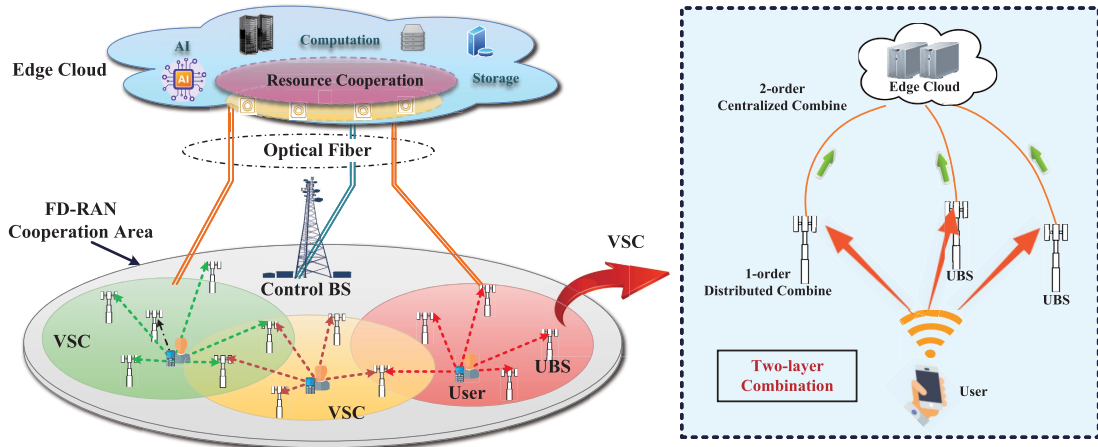 AI
Computation
Edge Cloud
AI
Storage
Resource Cooperation
Optical Fiber
FD-RAN
Cooperation Area
Control BS
VSC
VSC
User
UBS
VSC
Edge Cloud
2-order
Centralized Combine
1-order
Distributed Combine
UBS
UBS
Two-layer
Combination
User